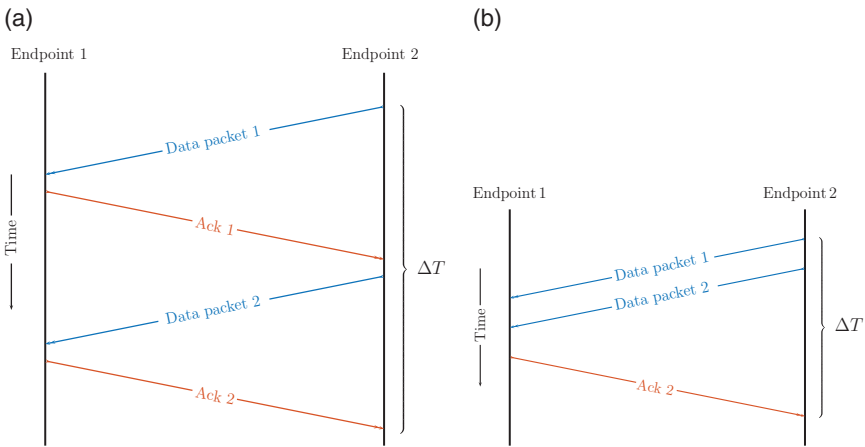 (a)
Endpoint 1
Endpoint 2
Data packet 1
Ack 1
Data packet 2
Ack 2
Time
ΔT
(b)
Endpoint 1
Endpoint 2
Data packet 1
Data packet 2
Ack 2
Time
ΔT